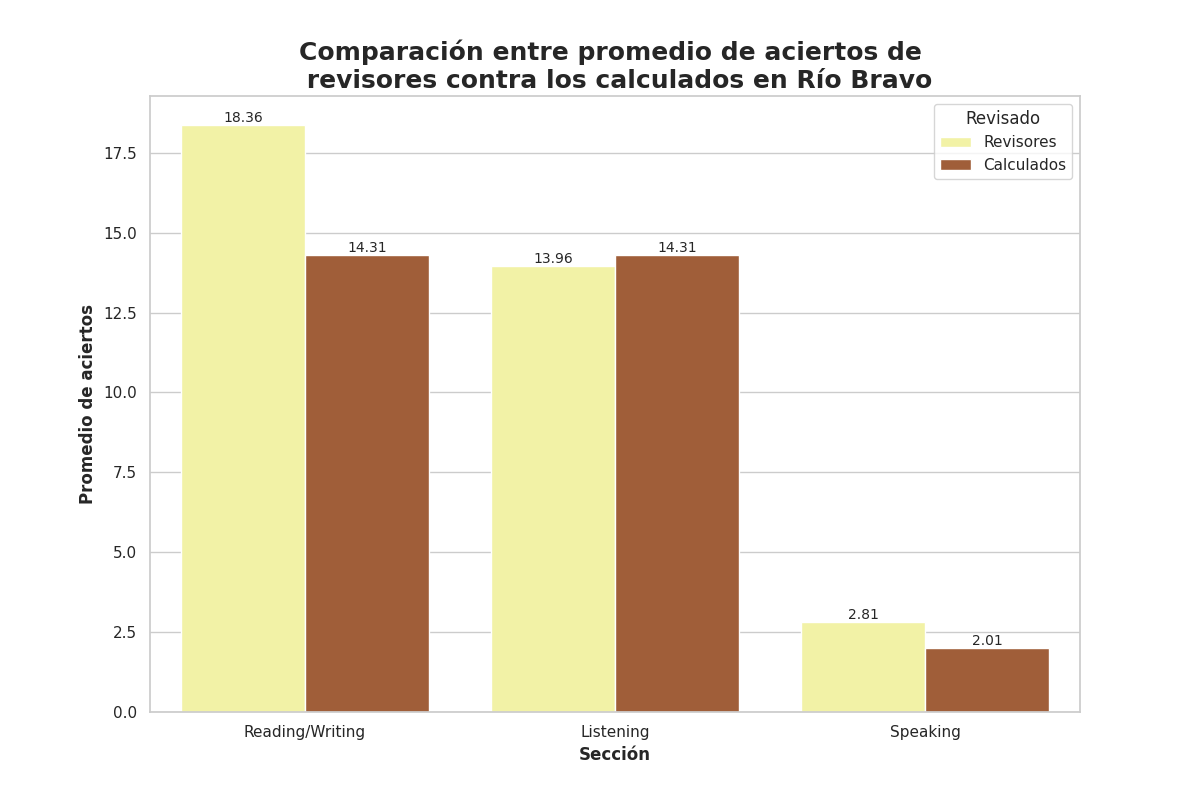 Comparación entre promedio de aciertos de
revisores contra los calculados en Río Bravo
Revisado
Revisores
Calculados
18.36
14.31
13.96
14.31
2.81
2.01
17.5
15.0
12.5
10.0
7.5
5.0
2.5
0.0
Promedio de aciertos
Reading/Writing
Listening
Speaking
Sección